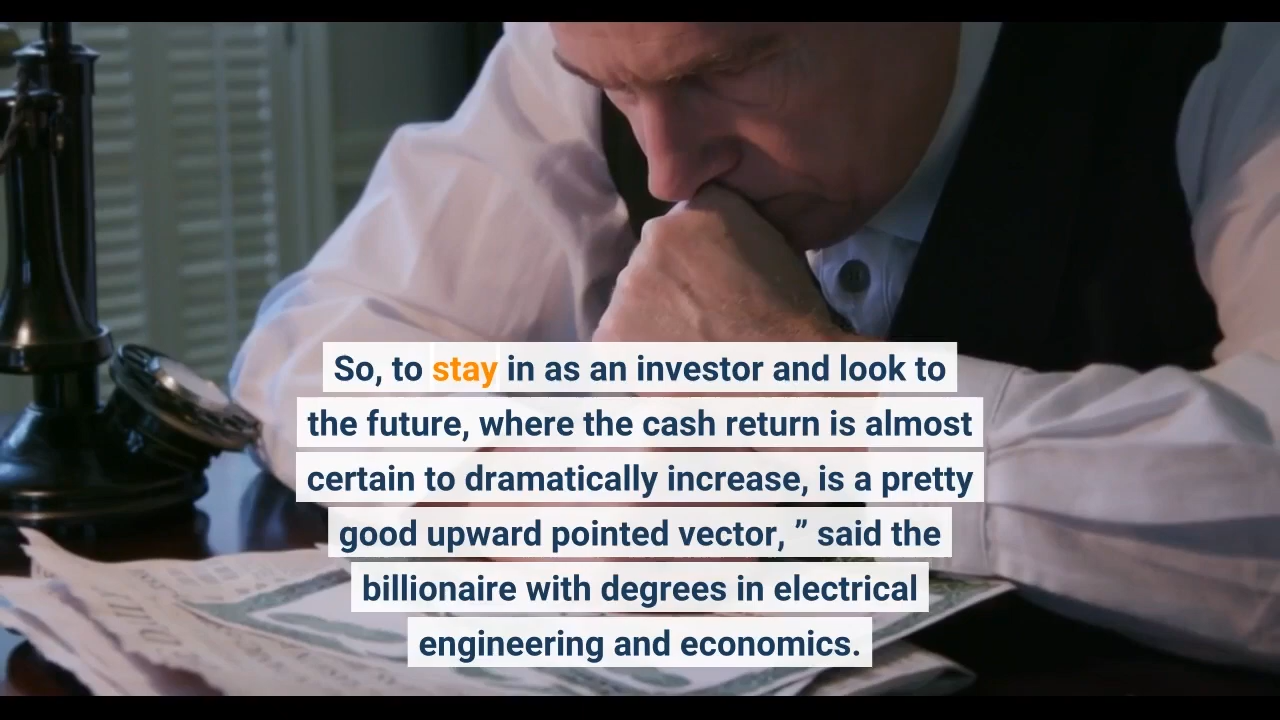 So, to stay in as an investor and look to
the future, where the cash return is almost
certain to dramatically increase, is a pretty
good upward pointed vector, ” said the
billionaire with degrees in electrical
engineering and economics.